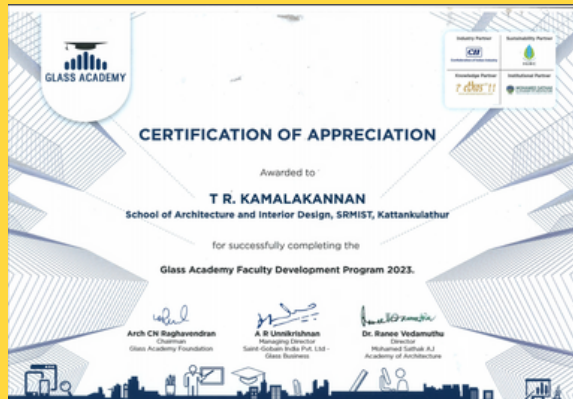 GLASS ACADEMY
Industry Partner
Sustainability Partner
CII
Knowledge Partner
Institutional Partner
ethos
CERTIFICATION OF APPRECIATION
Awarded to
T R. KAMALAKANNAN
School of Architecture and Interior Design, SRMIST, Kattankulathur
for successfully completing the
Glass Academy Faculty Development Program 2023.
Arch CN Raghavendran
Chairman
Glass Academy Foundation
A R Unnikrishnan
Managing Director
Saint-Gobain India Pvt. Ltd -
Glass Business
Dr. Ranee Vedamuthu
Director
Mohamed Sathak A.J
Academy of Architecture